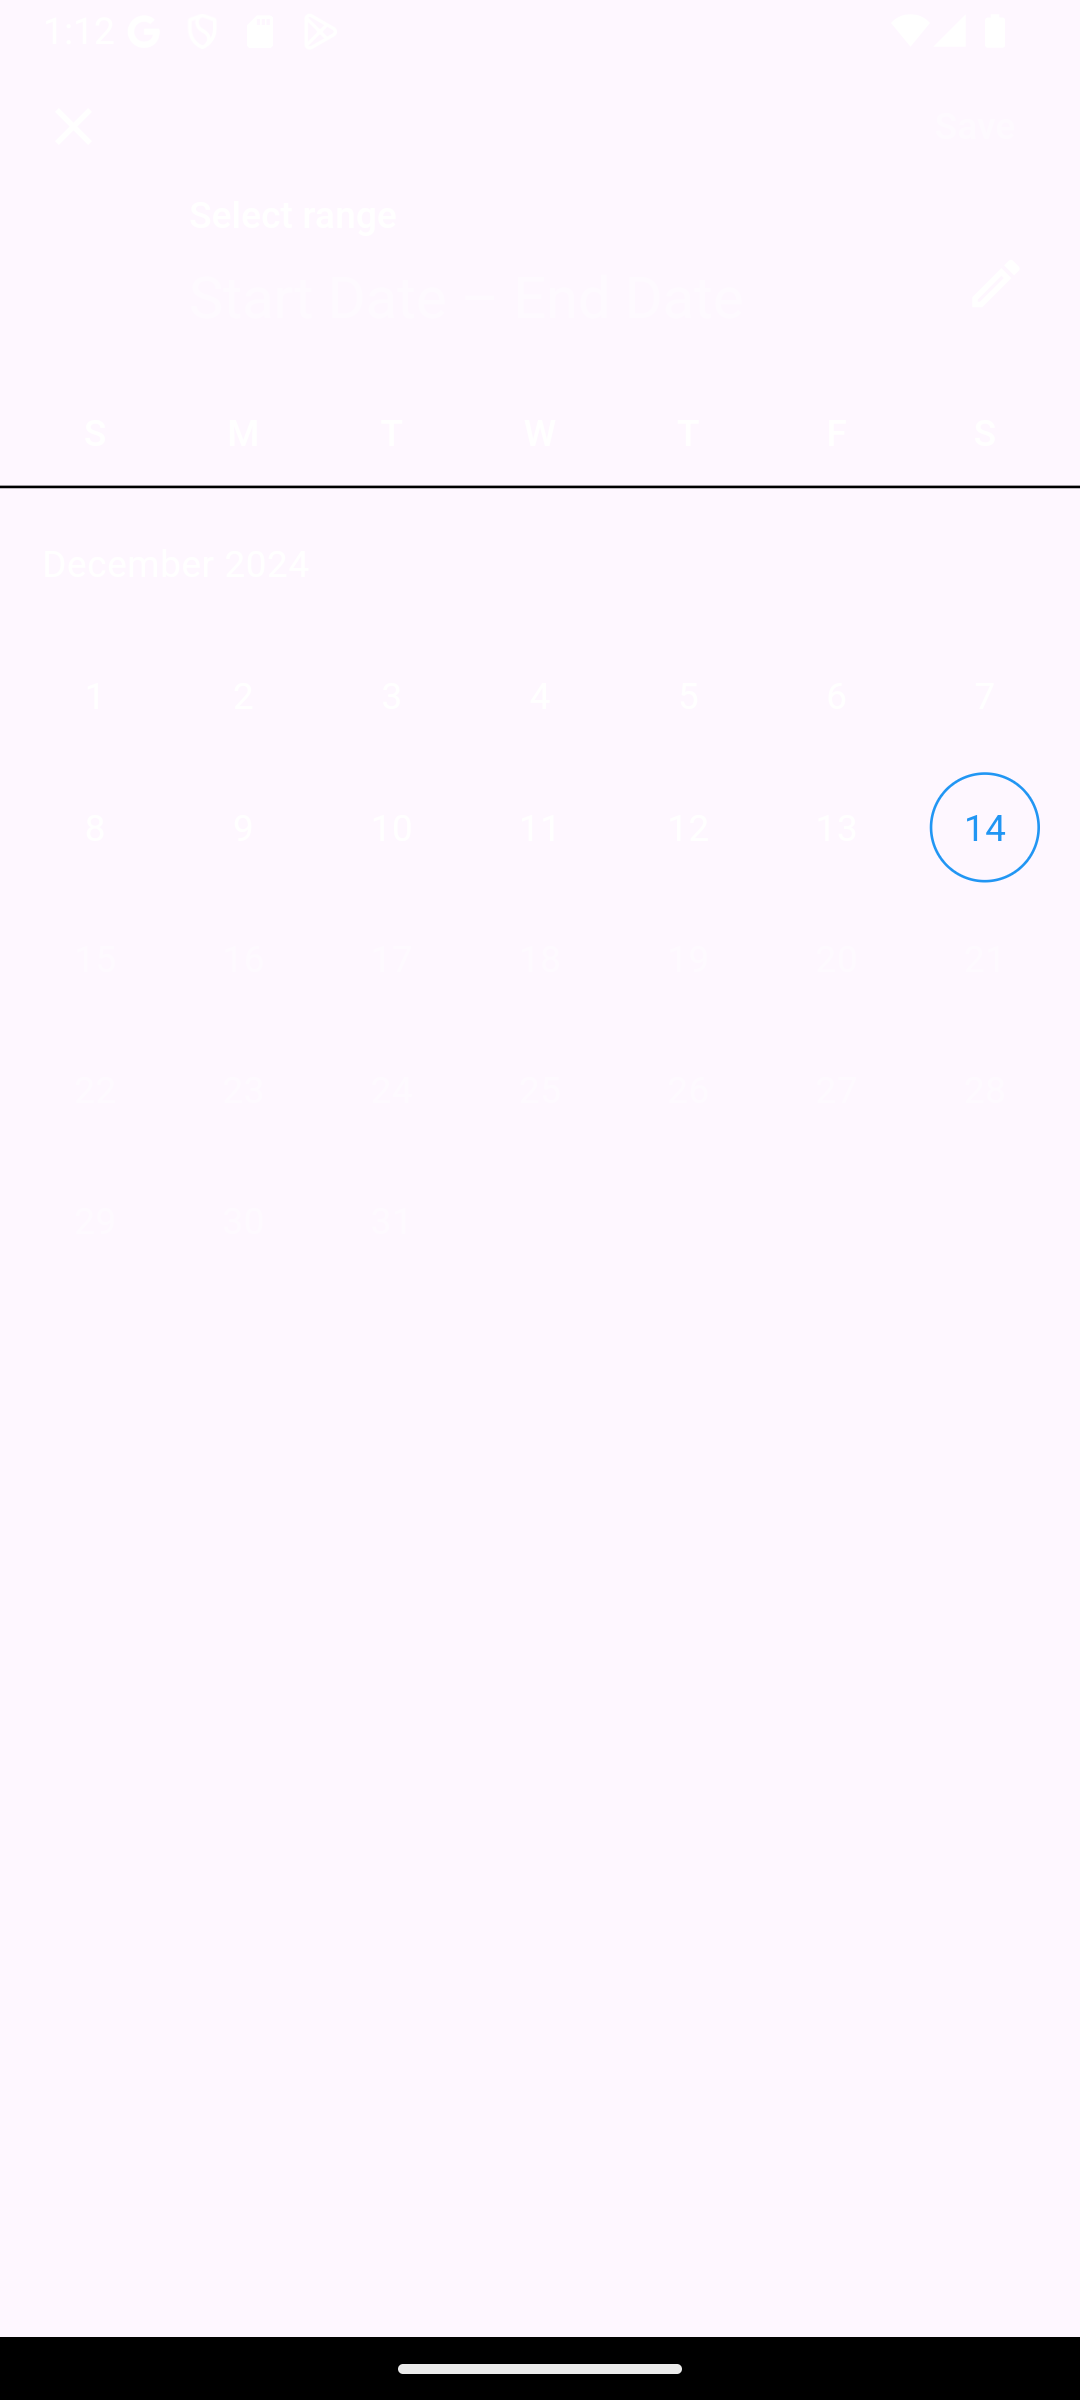 1:12
Save
Select range
Start Date – End Date
S M T W T F S
December 2024
1 2 3 4 5 6 7
8 9 10 11 12 13 14
15 16 17 18 19 20 21
22 23 24 25 26 27 28
29 30 31